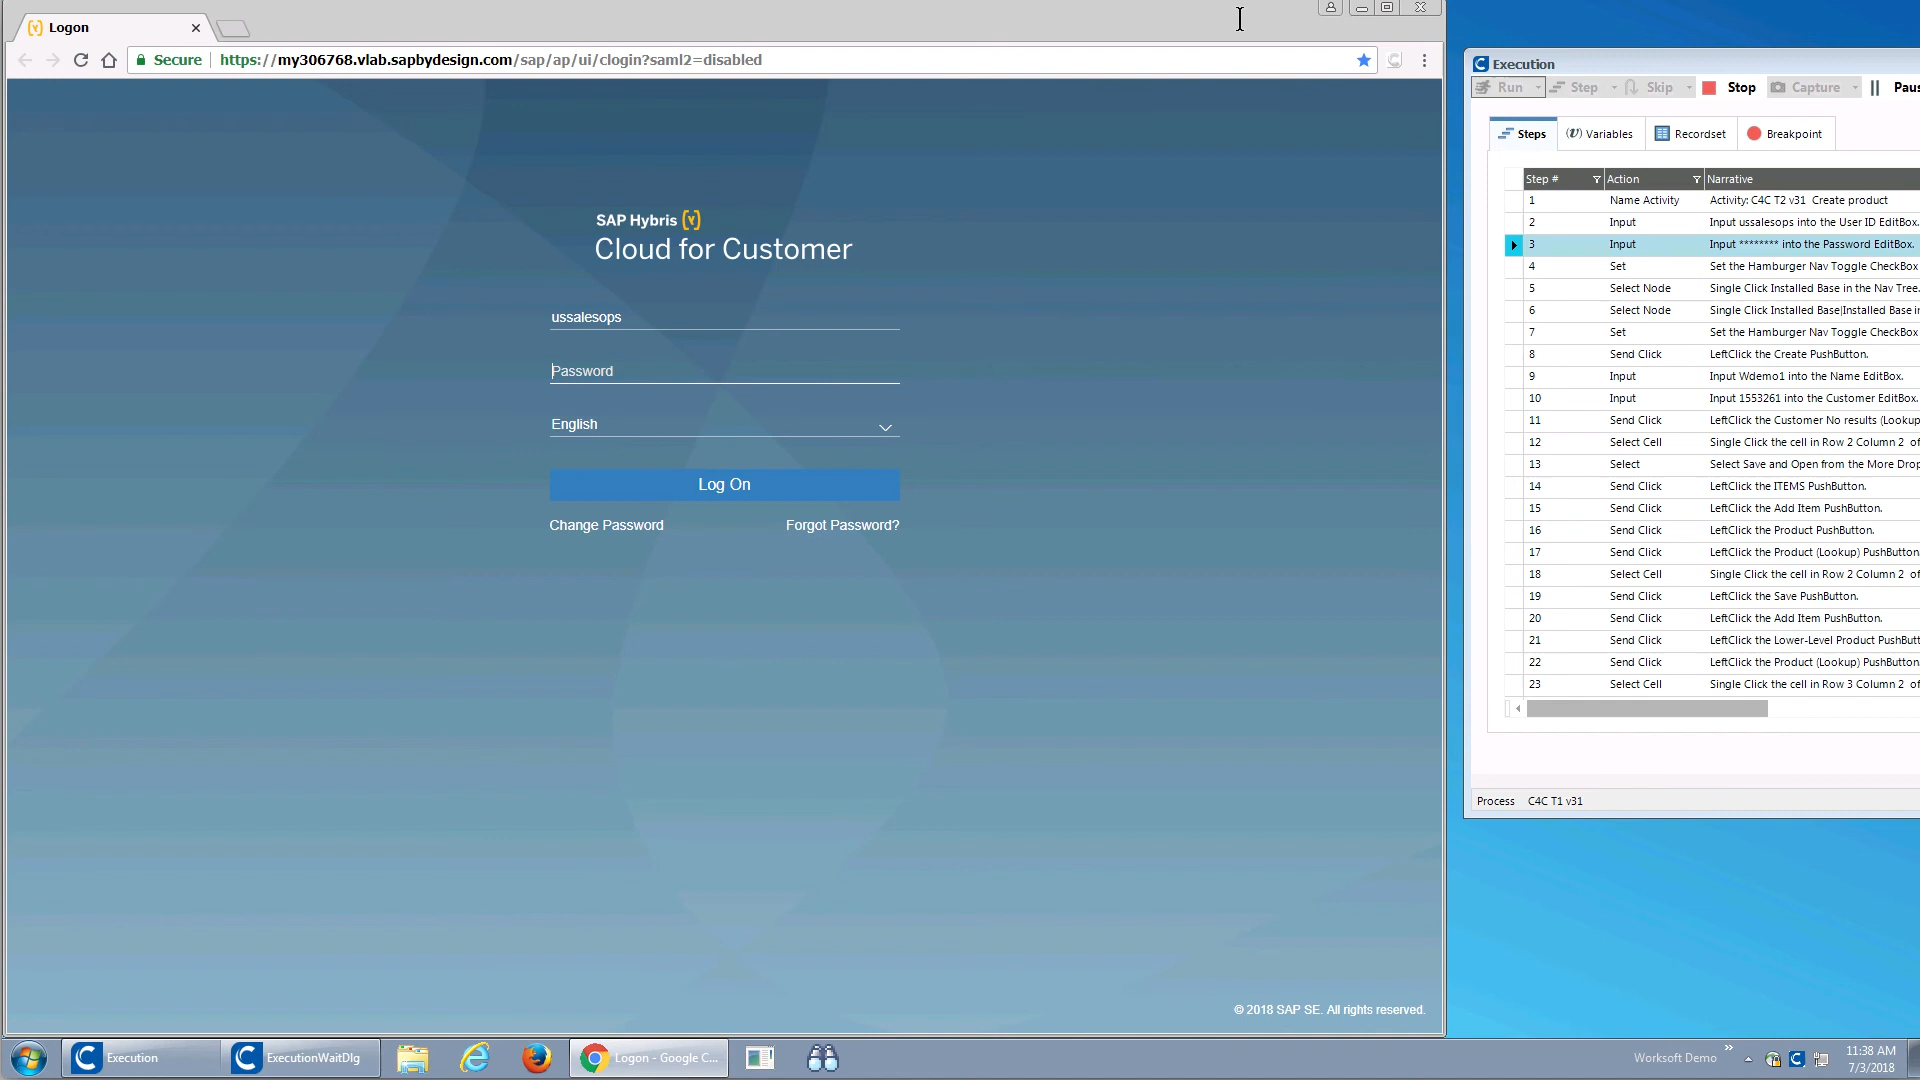 Logon
Secure
https://my306768.vlab.sapbydesign.com/sap/ap/ui/clogin?saml2=disabled
SAP Hybris (Y)
Cloud for Customer
ussalesops
Password
English
Log On
Change Password
Forgot Password?
© 2018 SAP SE. All rights reserved.
Execution
Run
Step
Skip
Stop
Capture
Paus
Steps
(v) Variables
Recordset
Breakpoint
Step # Action Narrative
1 Name Activity Activity: C4C T2 v31 Create product
2 Input Input ussalesops into the User ID EditBox.
3 Input Input ******** into the Password EditBox.
4 Set Set the Hamburger Nav Toggle CheckBox
5 Select Node Single Click Installed Base in the Nav Tree.
6 Select Node Single Click Installed Base|Installed Base in
7 Set Set the Hamburger Nav Toggle CheckBox
8 Send Click LeftClick the Create PushButton.
9 Input Input Wdemo1 into the Name EditBox.
10 Input Input 1553261 into the Customer EditBox.
11 Send Click LeftClick the Customer No results (Lookup
12 Select Cell Single Click the cell in Row 2 Column 2 of
13 Select Select Save and Open from the More Drop
14 Send Click LeftClick the ITEMS PushButton.
15 Send Click LeftClick the Add Item PushButton.
16 Send Click LeftClick the Product PushButton.
17 Send Click LeftClick the Product (Lookup) PushButton.
18 Select Cell Single Click the cell in Row 2 Column 2 of
19 Send Click LeftClick the Save PushButton.
20 Send Click LeftClick the Add Item PushButton.
21 Send Click LeftClick the Lower-Level Product PushButt
22 Send Click LeftClick the Product (Lookup) PushButton.
23 Select Cell Single Click the cell in Row 3 Column 2 of
Process C4C T1 v31
Execution
ExecutionWaitDlg
Logon - Google C...
Worksoft Demo
11:38 AM
7/3/2018